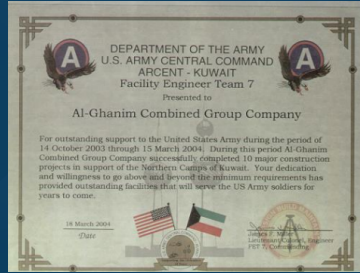 DEPARTMENT OF THE ARMY
U.S. ARMY CENTRAL COMMAND
ARCENT - KUWAIT
Facility Engineer Team 7
Presented to
Al-Ghanim Combined Group Company
For outstanding support to the United States Army during the period of
14 October 2003 through 15 March 2004. During this period Al-Ghanim
Combined Group Company successfully completed 10 major construction
projects in support of the Northern Camps of Kuwait. Your dedication
and willingness to go above and beyond the minimum requirements has
provided outstanding facilities that will serve the US Army soldiers for
years to come.
Date
Lieutenant Colonel, Engineer
FET 7, Commanding